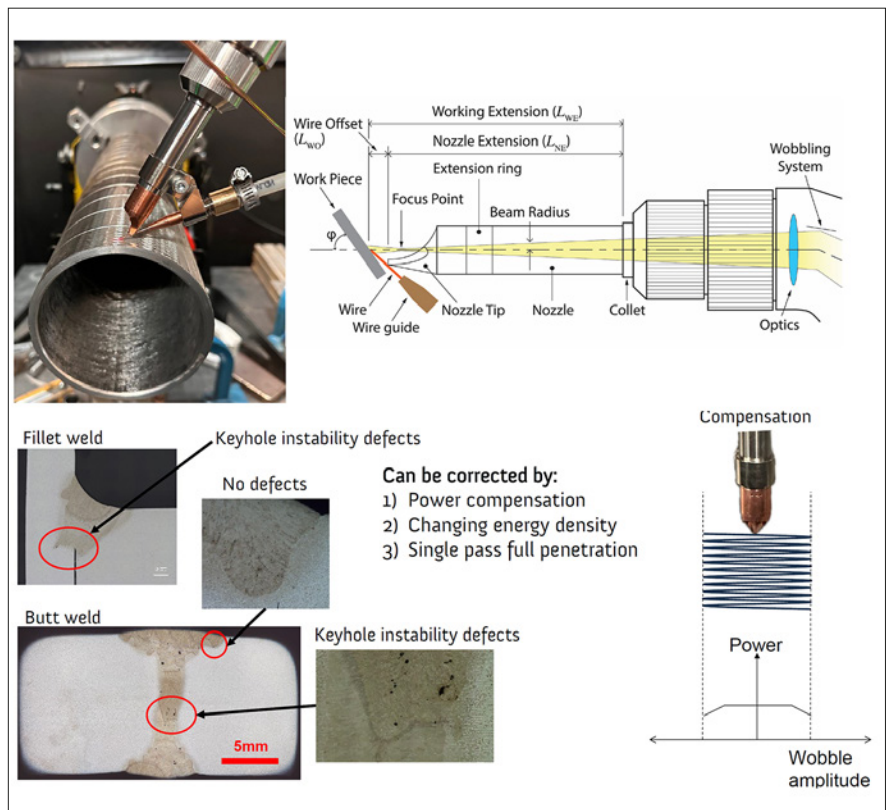 Working Extension (L_WE)
Wire Offset
(L_WO)
Nozzle Extension (L_NE)
Wobbling
System
Work Piece
Extension ring
Focus Point
Beam Radius
φ
Wire
Wire guide
Nozzle Tip
Nozzle
Collet
Optics
Fillet weld
Keyhole instability defects
No defects
Can be corrected by:
1) Power compensation
2) Changing energy density
3) Single pass full penetration
Compensation
Butt weld
5mm
Keyhole instability defects
Power
Wobble
amplitude